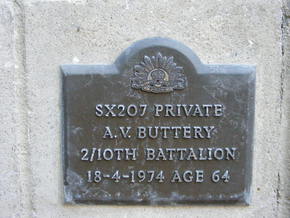 SX207 PRIVATE
A.V. BUTTERY
2/10TH BATTALION
18-4-1974 AGE 64